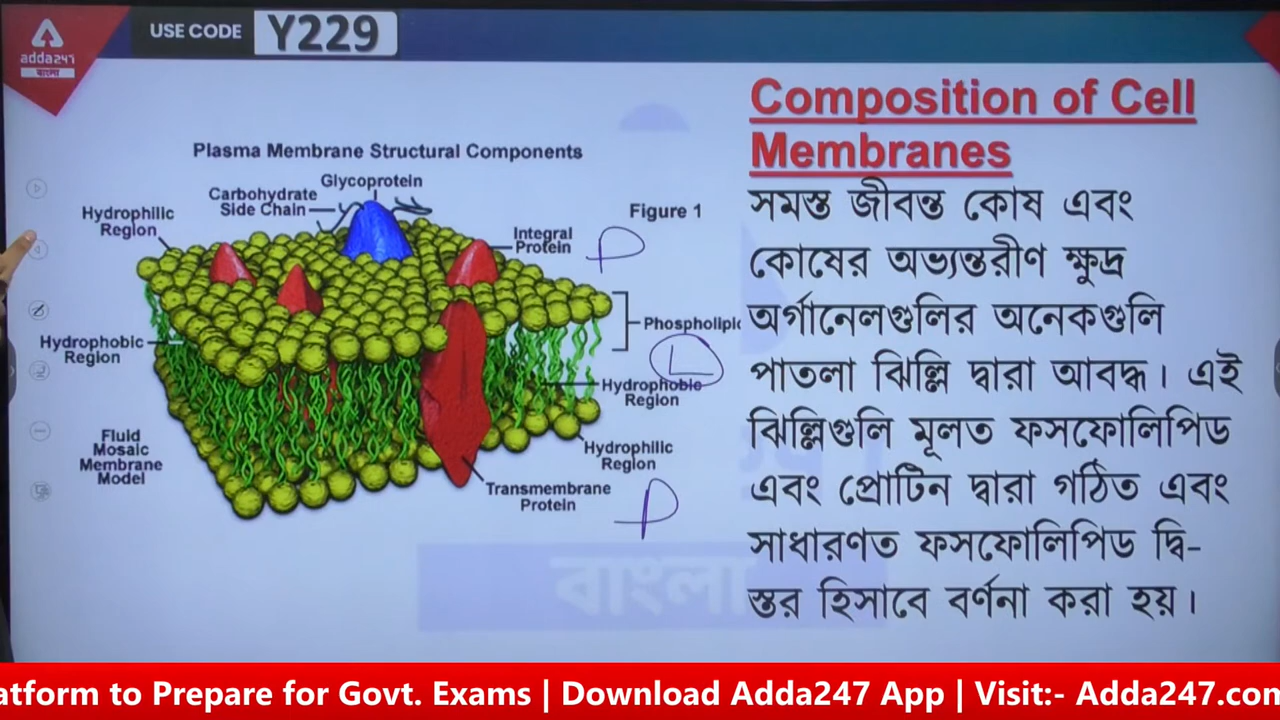 adda247
বাংলা
USE CODE
Y229
Composition of Cell
Membranes
সমস্ত জীবন্ত কোষ এবং
কোষের অভ্যন্তরীণ ক্ষুদ্র
অর্গানেলগুলির অনেকগুলি
পাতলা ঝিল্লি দ্বারা আবদ্ধ। এই
ঝিল্লিগুলি মূলত ফসফোলিপিড
এবং প্রোটিন দ্বারা গঠিত এবং
সাধারণত ফসফোলিপিড দ্বি-
স্তর হিসাবে বর্ণনা করা হয়।
Plasma Membrane Structural Components
Glycoprotein
Carbohydrate
Side Chain
Hydrophilic
Region
Figure 1
Integral
Protein
P
Phospholipi
L
Hydrophobic
Region
Hydrophobic
Region
Fluid
Mosaic
Membrane
Model
Hydrophilic
Region
Transmembrane
Protein
P
বাংলা
atform to Prepare for Govt. Exams | Download Adda247 App | Visit:- Adda247.com